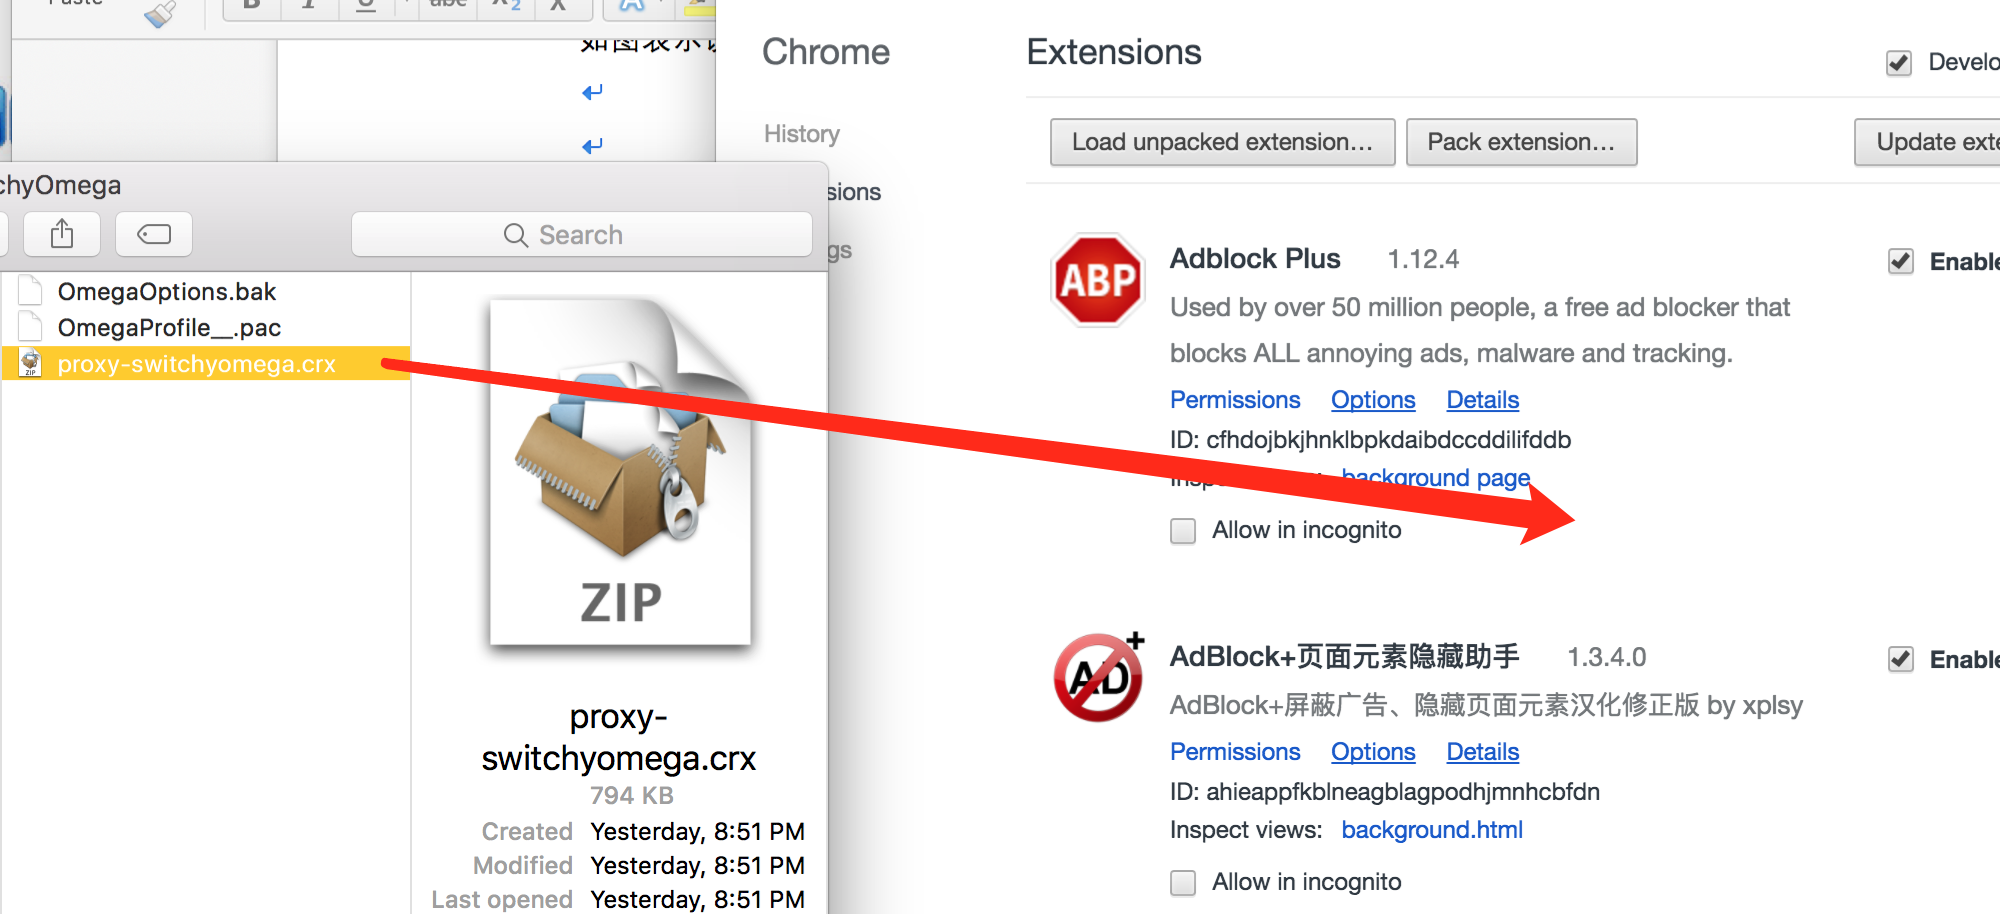 Paste
B I U abc X2 X
A
如图表示
Chrome
History
sions
gs
Extensions
Develo
Load unpacked extension...
Pack extension...
Update exte
chyOmega
Search
OmegaOptions.bak
OmegaProfile__.pac
ZIP
proxy-switchyomega.crx
ZIP
proxy-
switchyomega.crx
794 KB
Created Yesterday, 8:51 PM
Modified Yesterday, 8:51 PM
Last opened Yesterday, 8:51 PM
ABP
Adblock Plus 1.12.4
Enable
Used by over 50 million people, a free ad blocker that
blocks ALL annoying ads, malware and tracking.
Permissions Options Details
ID: cfhdojbkjhnklbpkdaibdccddilifddb
background page
Allow in incognito
AD+
AdBlock+页面元素隐藏助手 1.3.4.0
Enable
AdBlock+屏蔽广告、隐藏页面元素汉化修正版 by xplsy
Permissions Options Details
ID: ahieappfkblneagblagpodhjmnhcbfdn
Inspect views: background.html
Allow in incognito